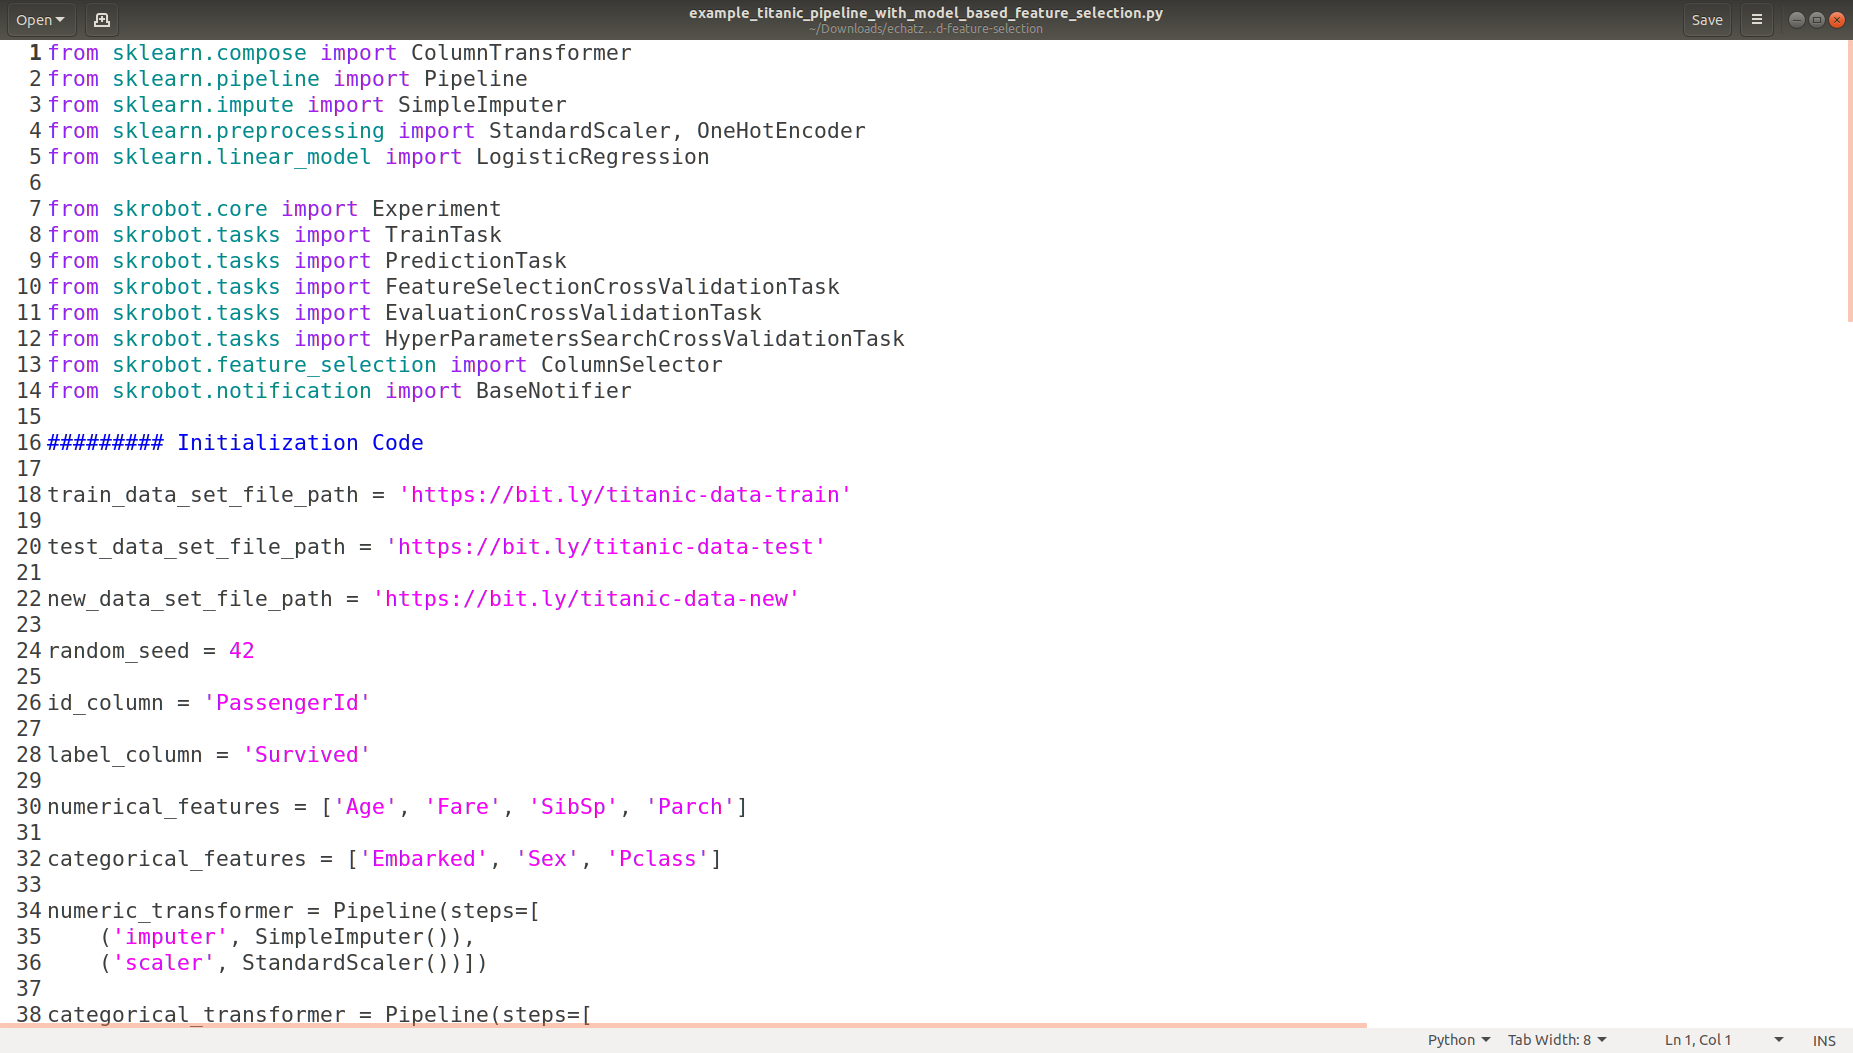 Open
example_titanic_pipeline_with_model_based_feature_selection.py
~/Downloads/echatz...d-feature-selection
Save
1 from sklearn.compose import ColumnTransformer
2 from sklearn.pipeline import Pipeline
3 from sklearn.impute import SimpleImputer
4 from sklearn.preprocessing import StandardScaler, OneHotEncoder
5 from sklearn.linear_model import LogisticRegression
6
7 from skrobot.core import Experiment
8 from skrobot.tasks import TrainTask
9 from skrobot.tasks import PredictionTask
10 from skrobot.tasks import FeatureSelectionCrossValidationTask
11 from skrobot.tasks import EvaluationCrossValidationTask
12 from skrobot.tasks import HyperParametersSearchCrossValidationTask
13 from skrobot.feature_selection import ColumnSelector
14 from skrobot.notification import BaseNotifier
15
16 ######### Initialization Code
17
18 train_data_set_file_path = 'https://bit.ly/titanic-data-train'
19
20 test_data_set_file_path = 'https://bit.ly/titanic-data-test'
21
22 new_data_set_file_path = 'https://bit.ly/titanic-data-new'
23
24 random_seed = 42
25
26 id_column = 'PassengerId'
27
28 label_column = 'Survived'
29
30 numerical_features = ['Age', 'Fare', 'SibSp', 'Parch']
31
32 categorical_features = ['Embarked', 'Sex', 'Pclass']
33
34 numeric_transformer = Pipeline(steps=[
35     ('imputer', SimpleImputer()),
36     ('scaler', StandardScaler())])
37
38 categorical_transformer = Pipeline(steps=[
Python Tab Width: 8 Ln 1, Col 1 INS